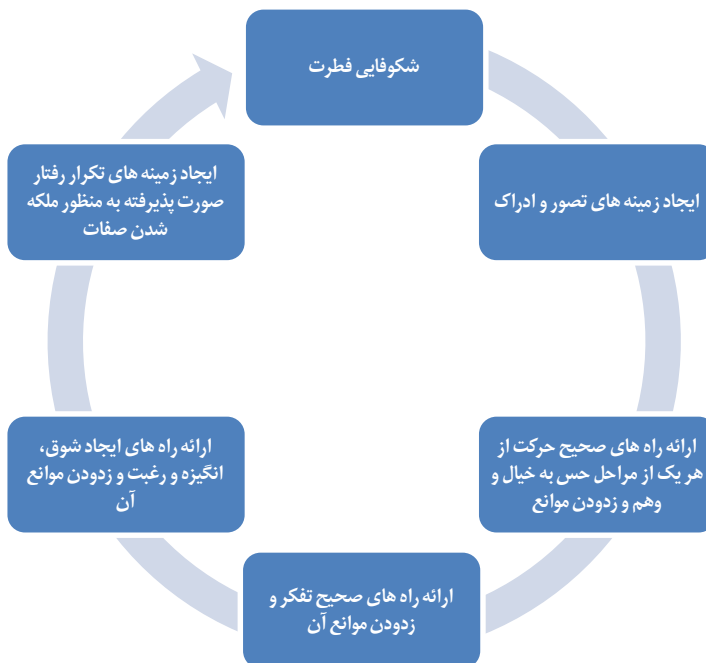 شکوفایی فطرت
ایجاد زمینه های تصور و ادراک
ارائه راه های صحیح حرکت از
هر یک از مراحل حس به خیال و
وهم و زدودن موانع
ارائه راه های صحیح تفکر و
زدودن موانع آن
ارائه راه های ایجاد شوق،
انگیزه و رغبت و زدودن موانع
آن
ایجاد زمینه های تکرار رفتار
صورت پذیرفته به منظور ملکه
شدن صفات